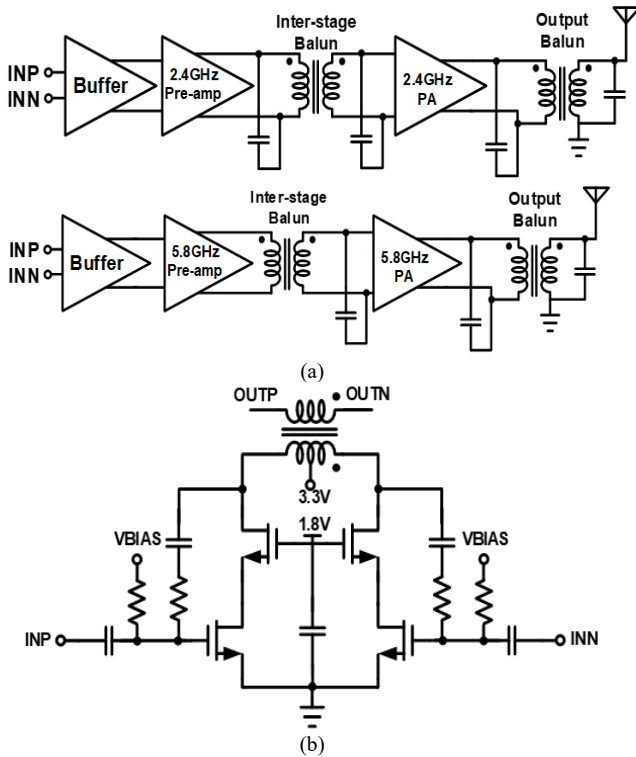 Inter-stage
Balun
Output
Balun
INP
INN
Buffer
2.4GHz
Pre-amp
2.4GHz
PA
Inter-stage
Balun
Output
Balun
INP
INN
Buffer
5.8GHz
Pre-amp
5.8GHz
PA
(a)
OUTP
OUTN
3.3V
1.8V
VBIAS
VBIAS
INP
INN
(b)